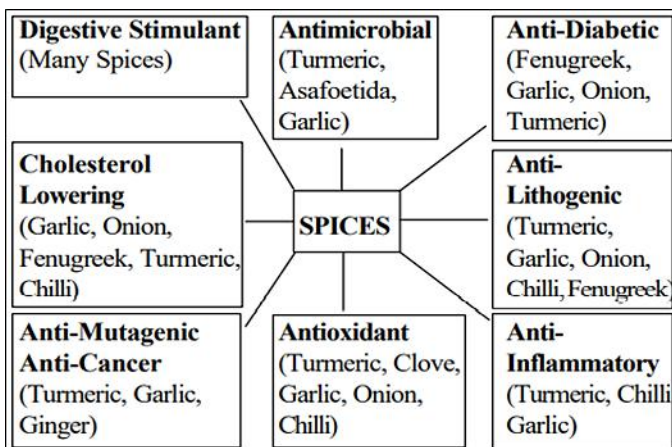 Digestive Stimulant
(Many Spices)
Antimicrobial
(Turmeric,
Asafoetida,
Garlic)
Anti-Diabetic
(Fenugreek,
Garlic, Onion,
Turmeric)
Cholesterol
Lowering
(Garlic, Onion,
Fenugreek, Turmeric,
Chilli)
SPICES
Anti-
Lithogenic
(Turmeric,
Garlic, Onion,
Chilli, Fenugreek)
Anti-Mutagenic
Anti-Cancer
(Turmeric, Garlic,
Ginger)
Antioxidant
(Turmeric, Clove,
Garlic, Onion,
Chilli)
Anti-
Inflammatory
(Turmeric, Chilli
Garlic)